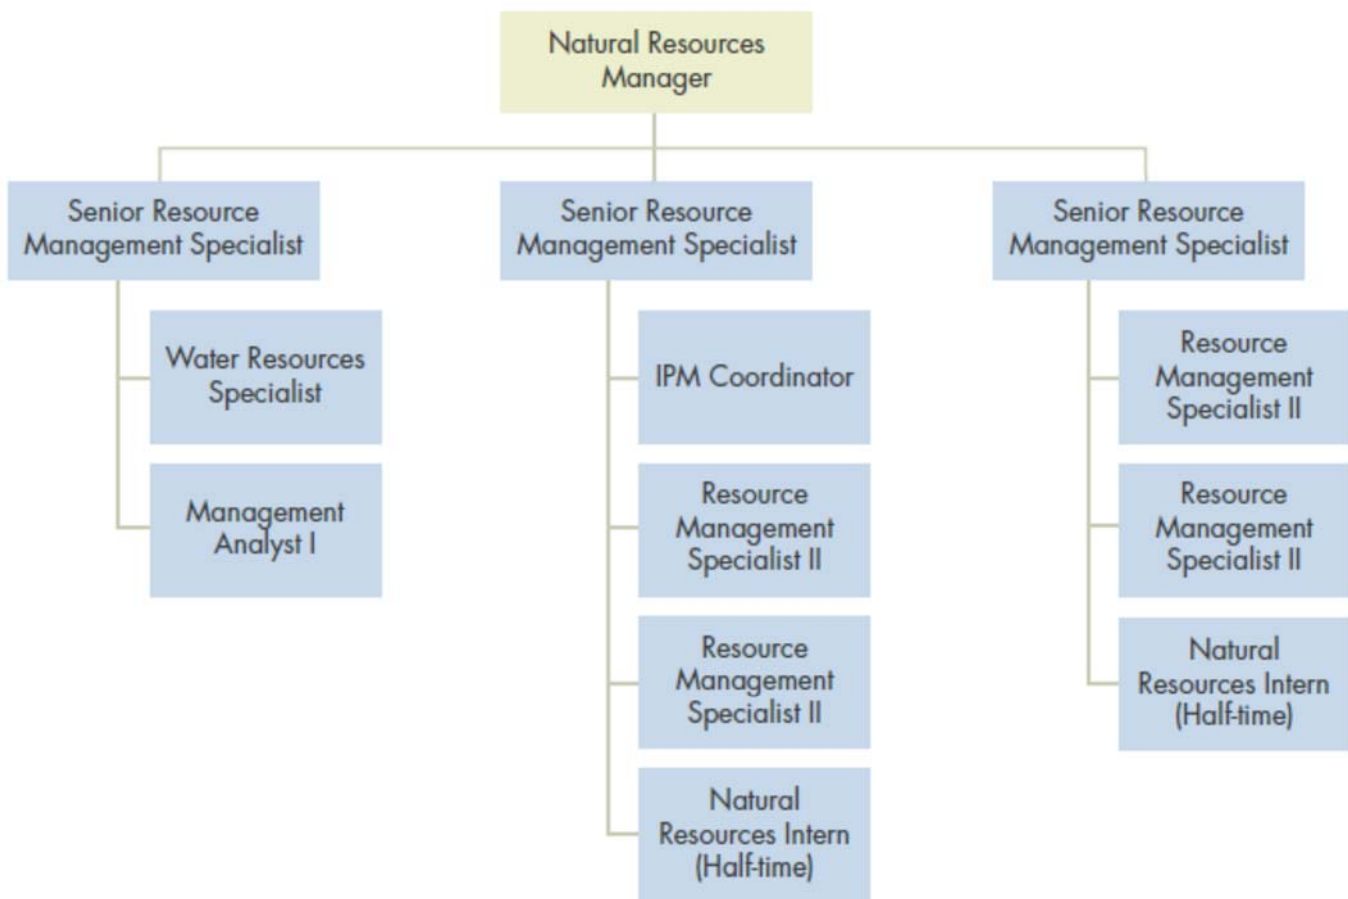 Natural Resources
Manager
Senior Resource
Management Specialist
Water Resources
Specialist
Management
Analyst I
Senior Resource
Management Specialist
IPM Coordinator
Resource
Management
Specialist II
Resource
Management
Specialist II
Natural
Resources Intern
(Half-time)
Senior Resource
Management Specialist
Resource
Management
Specialist II
Resource
Management
Specialist II
Natural
Resources Intern
(Half-time)